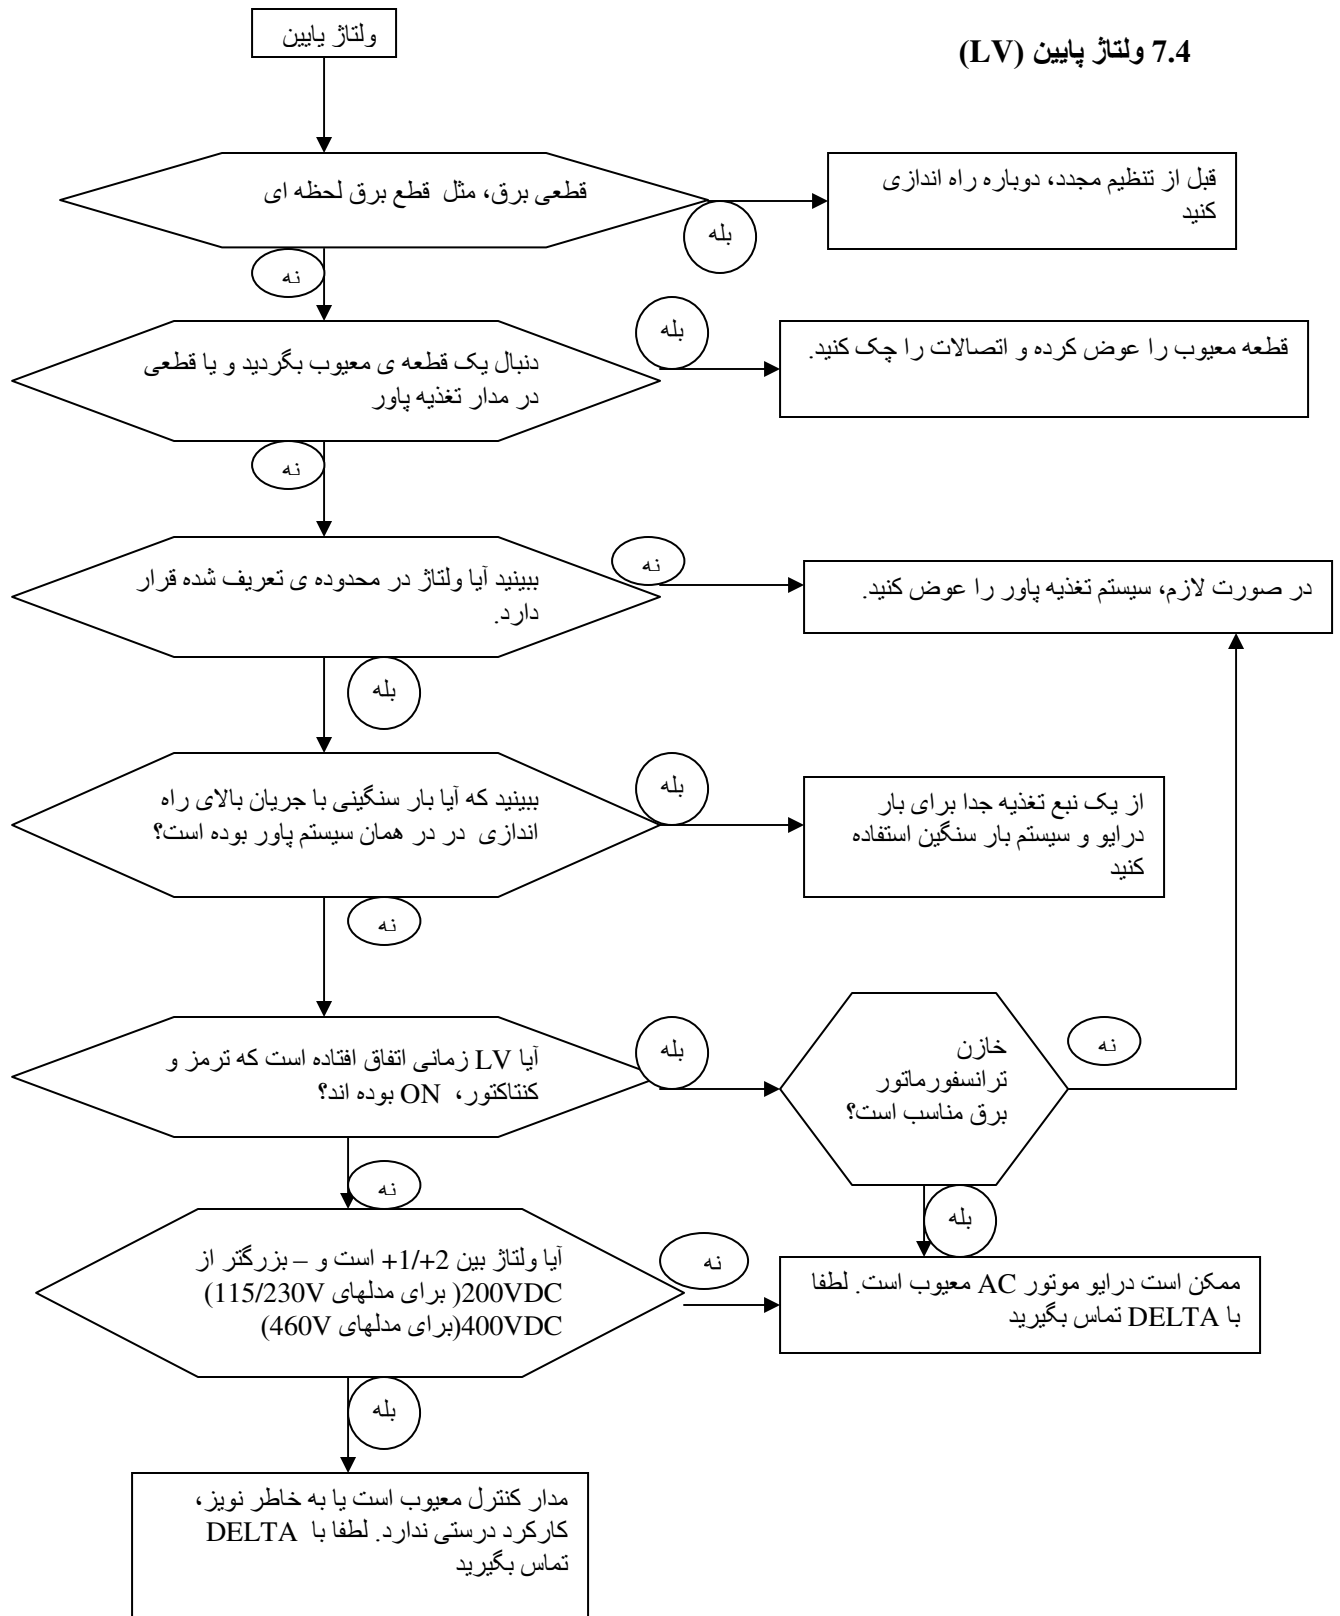 7.4 ولتاژ پایین (LV)
ولتاژ پایین
قطعی برق، مثل قطع برق لحظه ای
بله
قبل از تنظیم مجدد، دوباره راه اندازی
کنید
نه
دنبال یک قطعه ی معیوب بگردید و یا قطعی
در مدار تغذیه پاور
بله
قطعه معیوب را عوض کرده و اتصالات را چک کنید.
نه
ببینید آیا ولتاژ در محدوده ی تعریف شده قرار
دارد.
نه
در صورت لازم، سیستم تغذیه پاور را عوض کنید.
بله
ببینید که آیا بار سنگینی با جریان بالای راه
اندازی در در همان سیستم پاور بوده است؟
بله
از یک نبع تغذیه جدا برای بار
درایو و سیستم بار سنگین استفاده
کنید
نه
آیا LV زمانی اتفاق افتاده است که ترمز و
کنتاکتور، ON بوده اند؟
بله
خازن
ترانسفورماتور
برق مناسب است؟
نه
نه
بله
آیا ولتاژ بین 2+/1+ است و – بزرگتر از
200VDC( برای مدلهای 115/230V)
400VDC(برای مدلهای 460V)
نه
ممکن است درایو موتور AC معیوب است. لطفا
با DELTA تماس بگیرید
بله
مدار کنترل معیوب است یا به خاطر نویز،
کارکرد درستی ندارد. لطفا با DELTA
تماس بگیرید